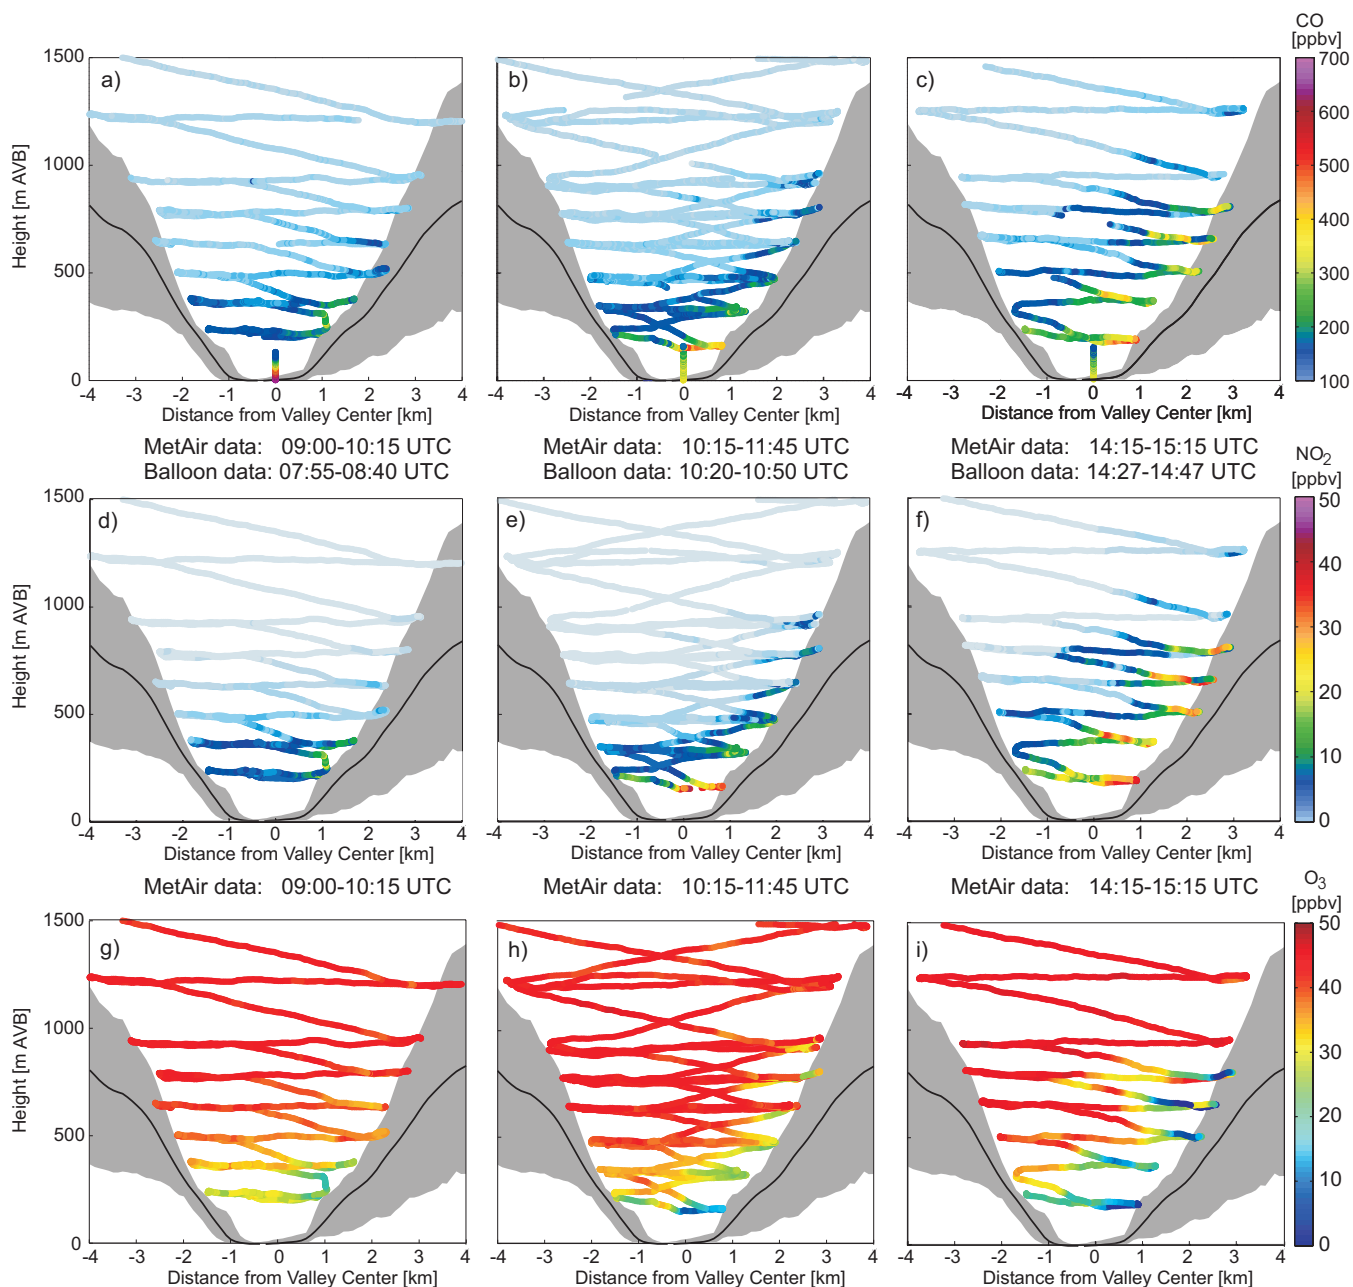 CO
[ppbv]
a)
b)
c)
1500
1000
500
0
Height [m AVB]
700
600
500
400
300
200
100
-4 -3 -2 -1 0 1 2 3 4
-4 -3 -2 -1 0 1 2 3 4
-4 -3 -2 -1 0 1 2 3 4
Distance from Valley Center [km]
Distance from Valley Center [km]
Distance from Valley Center [km]
MetAir data: 09:00-10:15 UTC
Balloon data: 07:55-08:40 UTC
MetAir data: 10:15-11:45 UTC
Balloon data: 10:20-10:50 UTC
MetAir data: 14:15-15:15 UTC
Balloon data: 14:27-14:47 UTC
NO2
[ppbv]
d)
e)
f)
1500
1000
500
0
Height [m AVB]
50
40
30
20
10
0
-4 -3 -2 -1 0 1 2 3 4
-4 -3 -2 -1 0 1 2 3 4
-4 -3 -2 -1 0 1 2 3 4
Distance from Valley Center [km]
Distance from Valley Center [km]
Distance from Valley Center [km]
MetAir data: 09:00-10:15 UTC
MetAir data: 10:15-11:45 UTC
MetAir data: 14:15-15:15 UTC
O3
[ppbv]
g)
h)
i)
1500
1000
500
0
Height [m AVB]
50
40
30
20
10
0
-4 -3 -2 -1 0 1 2 3 4
-4 -3 -2 -1 0 1 2 3 4
-4 -3 -2 -1 0 1 2 3 4
Distance from Valley Center [km]
Distance from Valley Center [km]
Distance from Valley Center [km]